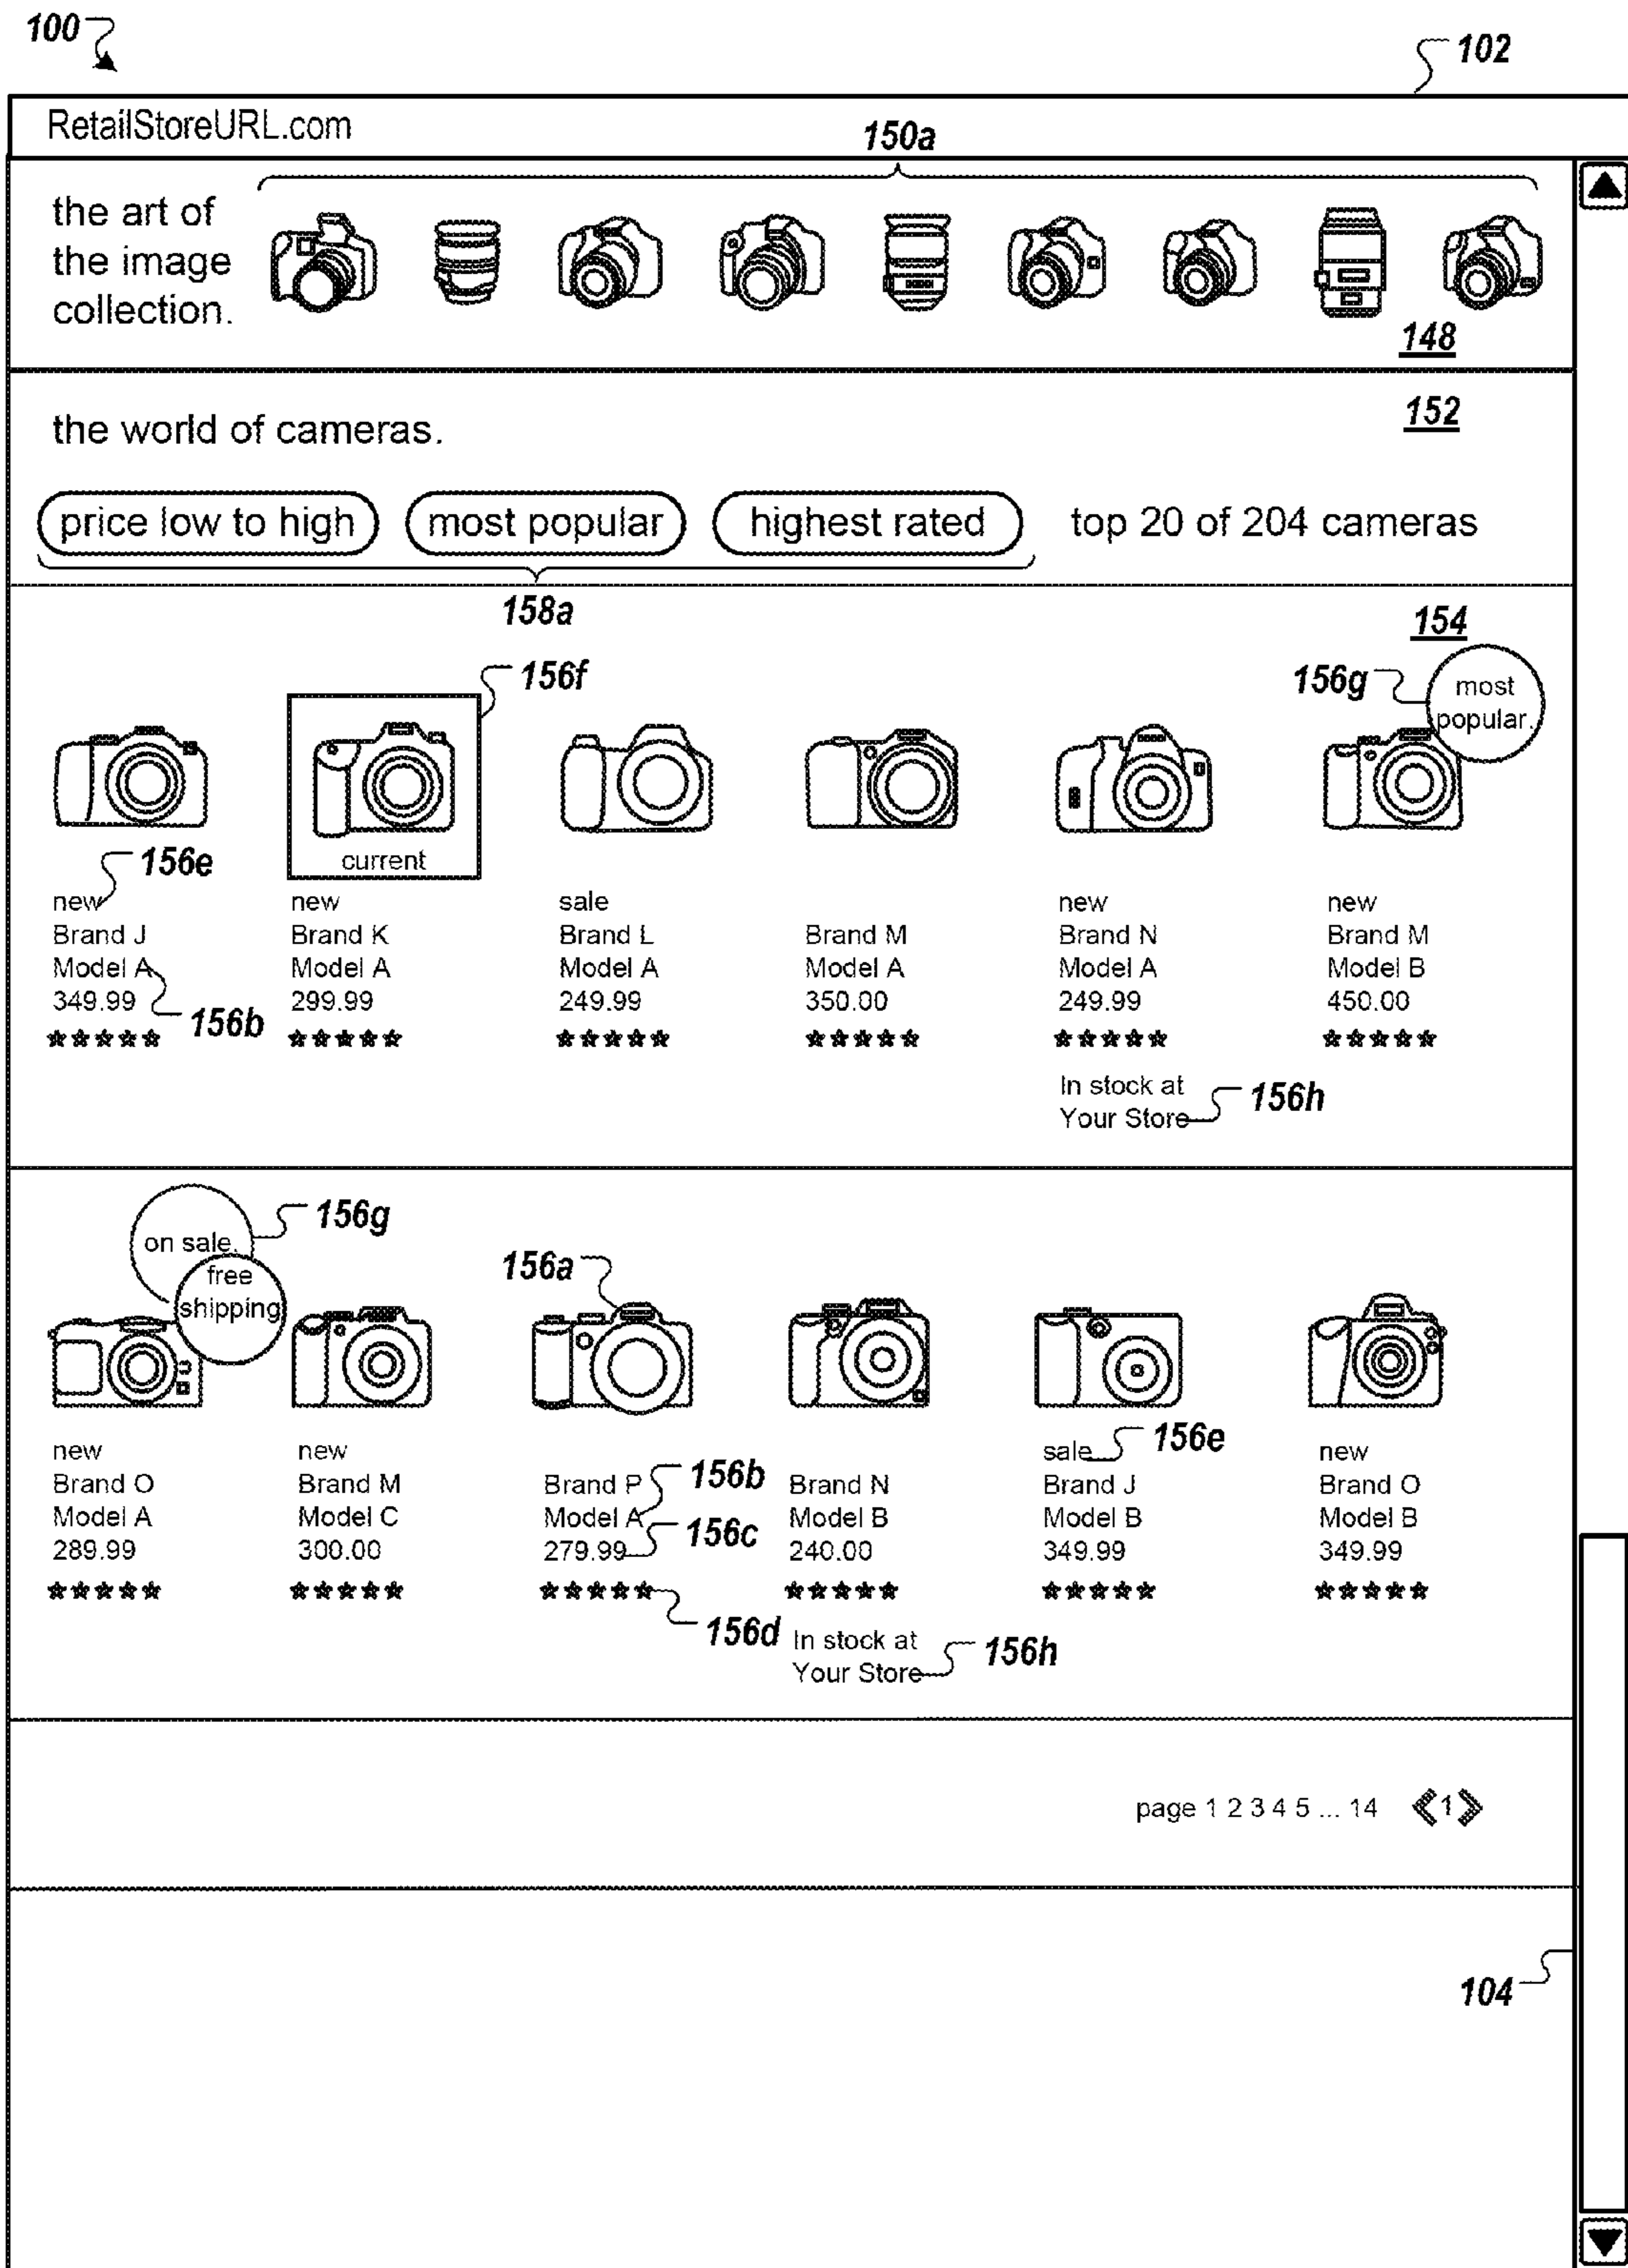 100
102
RetailStoreURL.com
150a
the art of
the image
collection.
148
152
the world of cameras.
price low to high most popular highest rated top 20 of 204 cameras
158a
154
156f
156g
most
popular.
current
156e
new new sale new new
Brand J Brand K Brand L Brand M Brand N Brand M
Model A Model A Model A Model A Model A Model B
349.99 299.99 249.99 350.00 249.99 450.00
156b
★★★★★ ★★★★★ ★★★★★ ★★★★★ ★★★★★ ★★★★★
In stock at
Your Store
156h
156g
on sale.
free
shipping
156a
156e
new new sale new
Brand O Brand M Brand P 156b Brand N Brand J Brand O
Model A Model C Model A Model B Model B Model B
156c
289.99 300.00 279.99 240.00 349.99 349.99
★★★★★ ★★★★★ ★★★★★ ★★★★★ ★★★★★ ★★★★★
156d
In stock at
Your Store
156h
page 1 2 3 4 5 ... 14 《1》
104